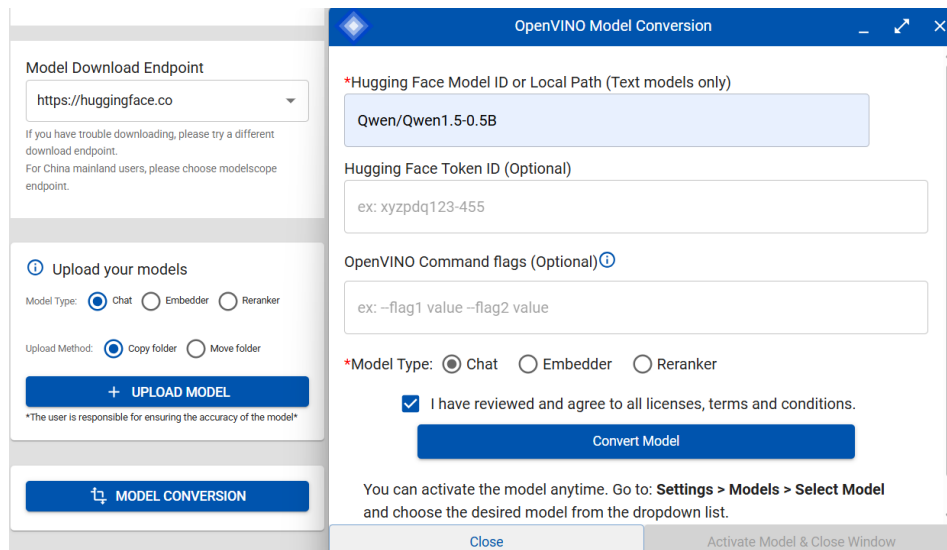 Model Download Endpoint
https://huggingface.co
If you have trouble downloading, please try a different
download endpoint.
For China mainland users, please choose modelscope
endpoint.
Upload your models
Model Type: Chat Embedder Reranker
Upload Method: Copy folder Move folder
+ UPLOAD MODEL
*The user is responsible for ensuring the accuracy of the model*
MODEL CONVERSION
OpenVINO Model Conversion
*Hugging Face Model ID or Local Path (Text models only)
Qwen/Qwen1.5-0.5B
Hugging Face Token ID (Optional)
ex: xyzpdq123-455
OpenVINO Command flags (Optional)
ex: --flag1 value --flag2 value
*Model Type: Chat Embedder Reranker
I have reviewed and agree to all licenses, terms and conditions.
Convert Model
You can activate the model anytime. Go to: Settings > Models > Select Model
and choose the desired model from the dropdown list.
Close
Activate Model & Close Window